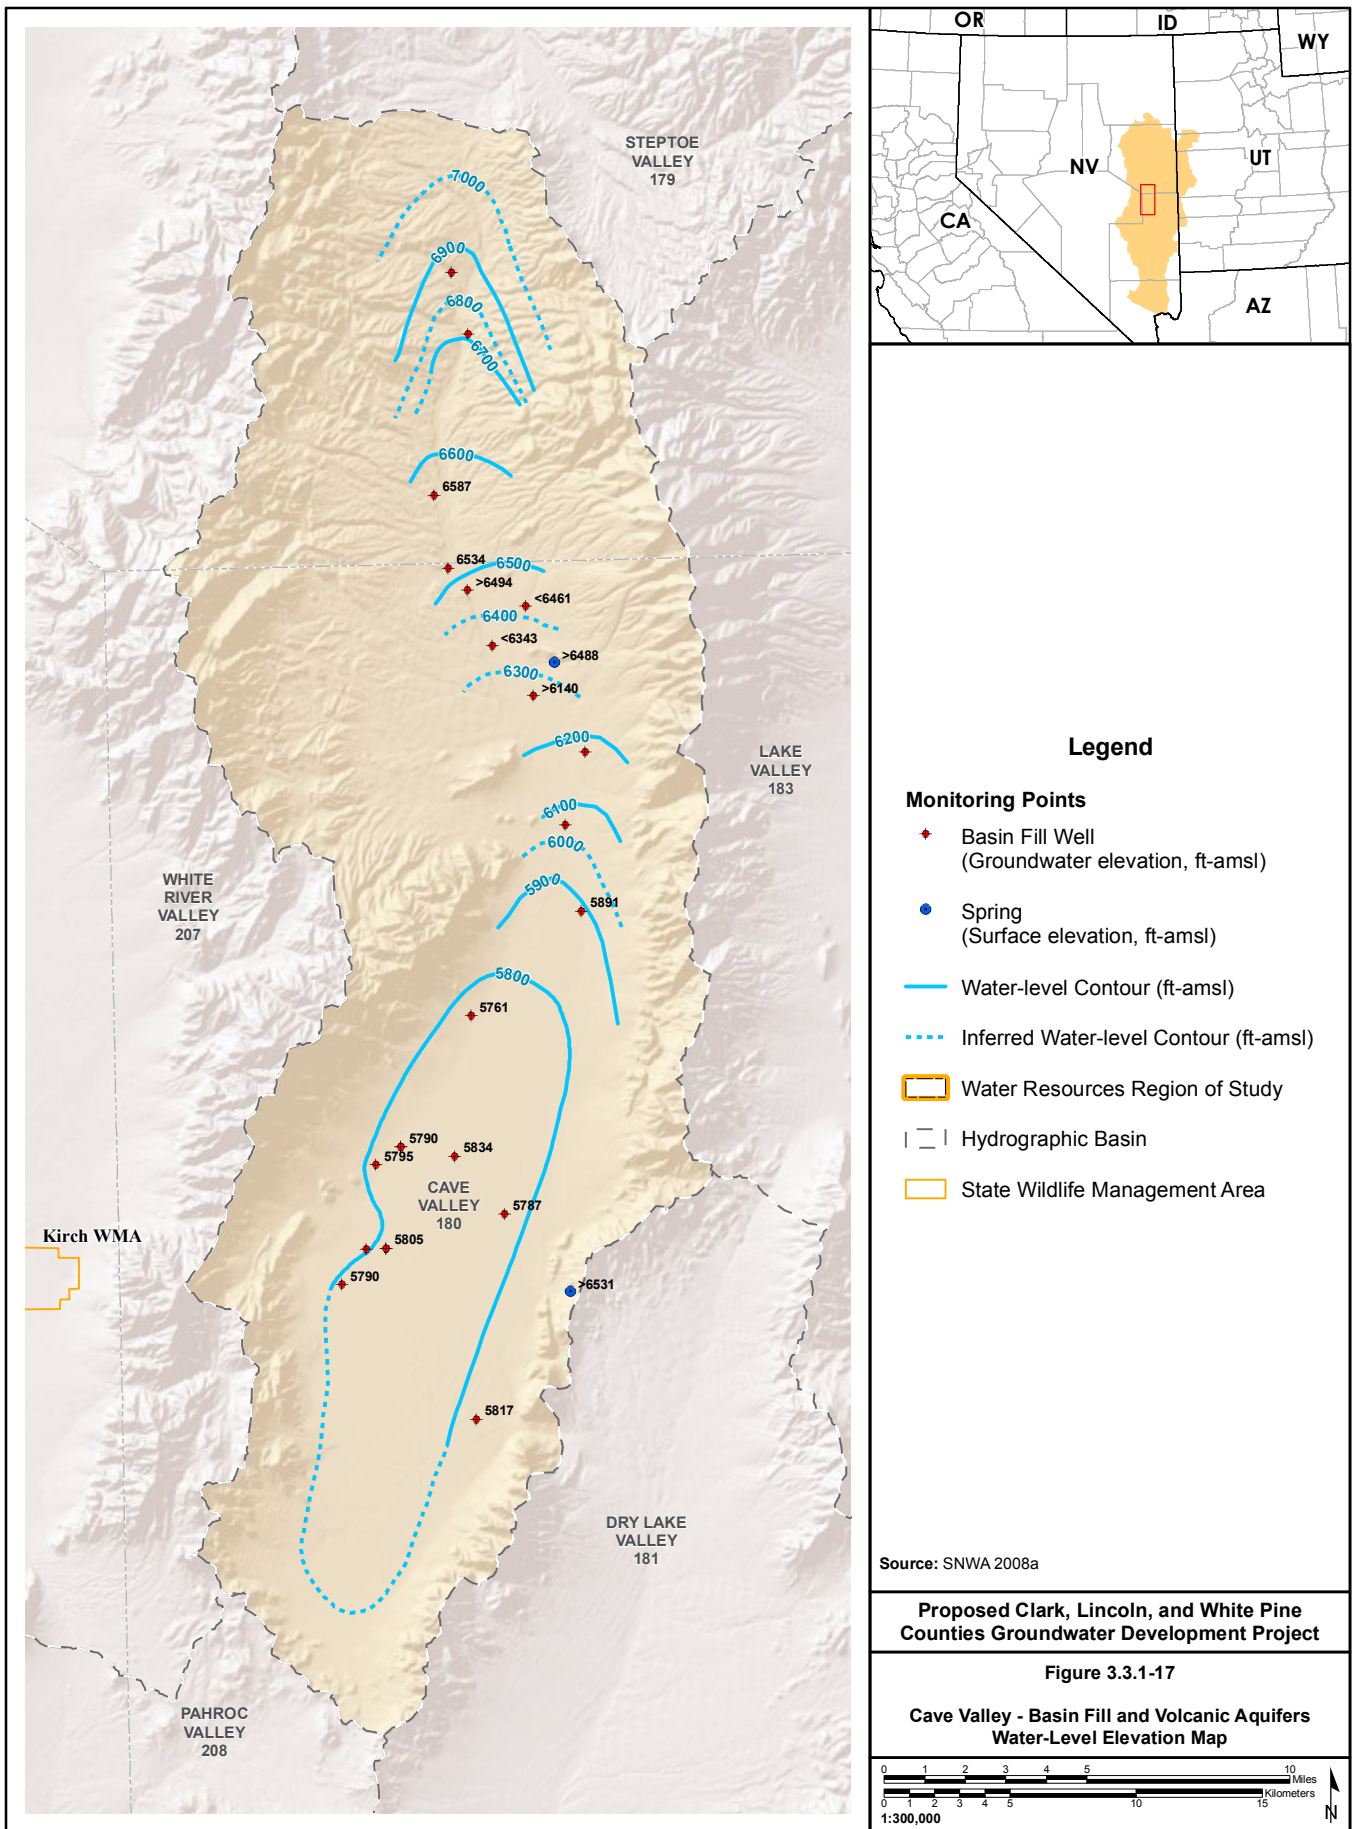 STEPTOE
VALLEY
179
7000
6900
6800
6700
6600
6587
6534
6500
>6494
<6461
6400
<6343
>6488
6300
>6140
6200
LAKE
VALLEY
183
6100
6000
WHITE
RIVER
VALLEY
207
5900
5891
5800
5761
5790
5834
5795
CAVE
VALLEY
180
5787
Kirch WMA
5805
5790
>6531
5817
DRY LAKE
VALLEY
181
PAHROC
VALLEY
208
OR
ID
WY
NV
UT
CA
AZ
Legend
Monitoring Points
Basin Fill Well
(Groundwater elevation, ft-amsl)
Spring
(Surface elevation, ft-amsl)
Water-level Contour (ft-amsl)
Inferred Water-level Contour (ft-amsl)
Water Resources Region of Study
Hydrographic Basin
State Wildlife Management Area
Source: SNWA 2008a
Proposed Clark, Lincoln, and White Pine
Counties Groundwater Development Project
Figure 3.3.1-17
Cave Valley - Basin Fill and Volcanic Aquifers
Water-Level Elevation Map
0 1 2 3 4 5 10
Miles
Kilometers
0 1 2 3 4 5 10 15
1:300,000
N